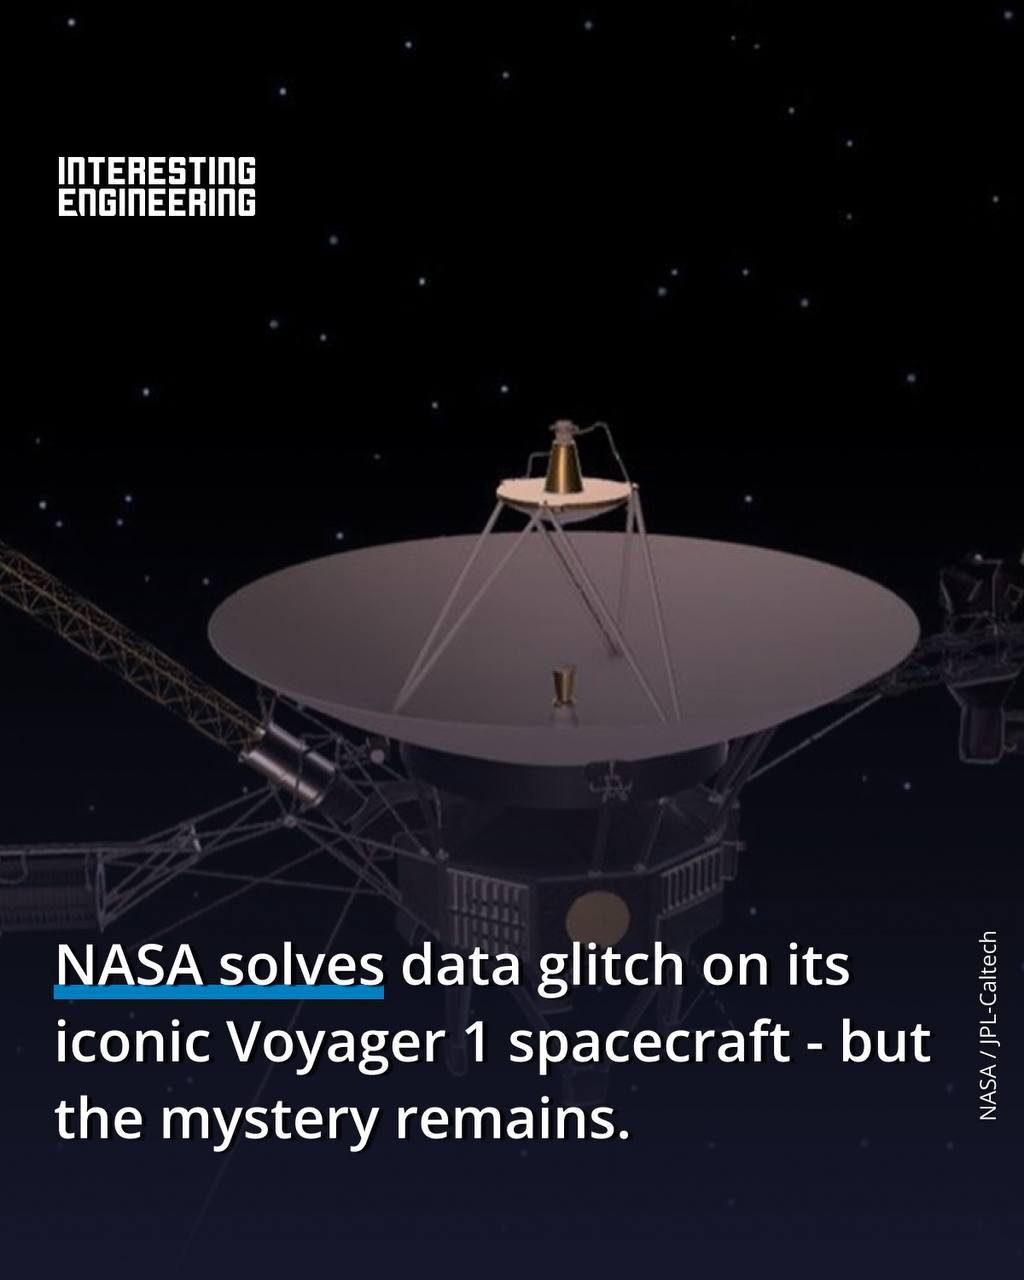 INTERESTING
ENGINEERING
NASA solves data glitch on its
iconic Voyager 1 spacecraft - but
the mystery remains.
NASA / JPL-Caltech